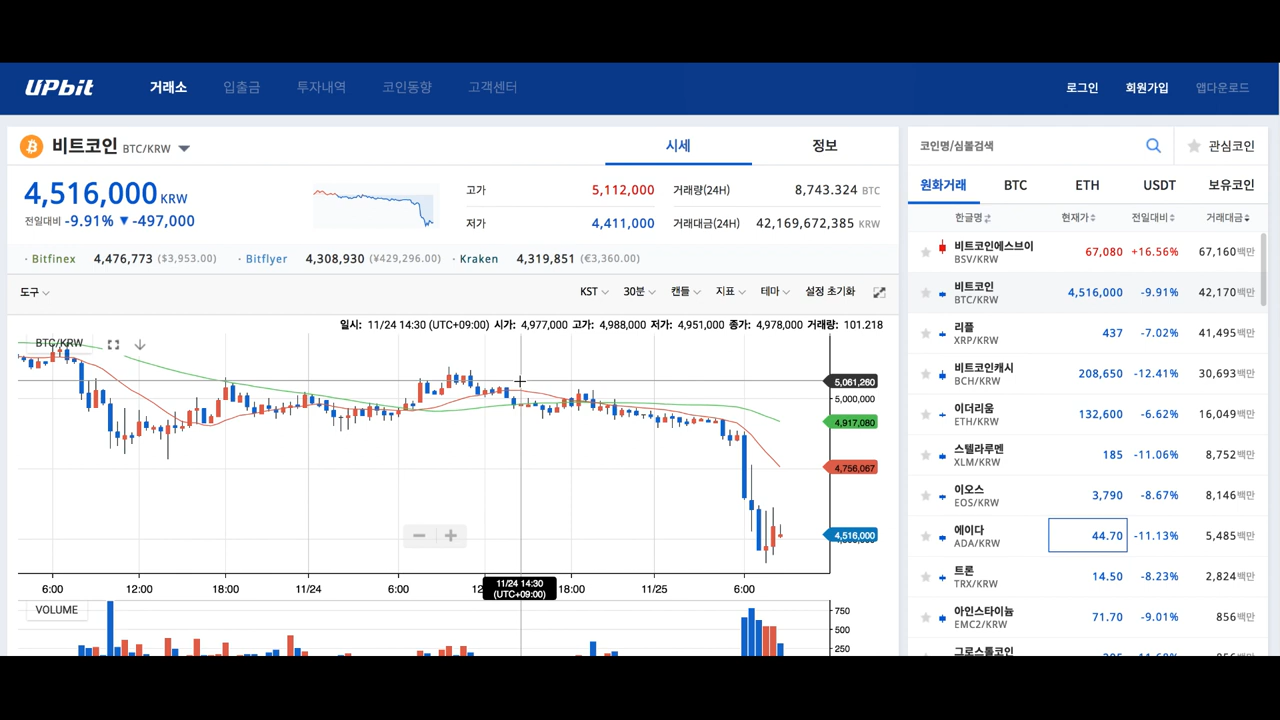 UPbit 거래소 입출금 투자내역 코인동향 고객센터 로그인 회원가입 앱다운로드
비트코인 BTC/KRW 시세 정보
4,516,000 KRW
전일대비 -9.91% ▼-497,000
고가 5,112,000 거래량(24H) 8,743.324 BTC
저가 4,411,000 거래대금(24H) 42,169,672,385 KRW
· Bitfinex 4,476,773 ($3,953.00) · Bitflyer 4,308,930 (¥429,296.00) · Kraken 4,319,851 (€3,360.00)
도구 KST 30분 캔들 지표 테마 설정 초기화
일시: 11/24 14:30 (UTC+09:00) 시가: 4,977,000 고가: 4,988,000 저가: 4,951,000 종가: 4,978,000 거래량: 101.218
BTC/KRW
5,061,260
5,000,000
4,917,080
4,756,067
4,516,000
− +
6:00 12:00 18:00 11/24 6:00 11/24 14:30 18:00 11/25 6:00
(UTC+09:00)
VOLUME
750
500
250
코인명/심볼검색 관심코인
원화거래 BTC ETH USDT 보유코인
한글명 현재가 전일대비 거래대금
비트코인에스브이 67,080 +16.56% 67,160백만
BSV/KRW
비트코인 4,516,000 -9.91% 42,170백만
BTC/KRW
리플 437 -7.02% 41,495백만
XRP/KRW
비트코인캐시 208,650 -12.41% 30,693백만
BCH/KRW
이더리움 132,600 -6.62% 16,049백만
ETH/KRW
스텔라루멘 185 -11.06% 8,752백만
XLM/KRW
이오스 3,790 -8.67% 8,146백만
EOS/KRW
에이다 44.70 -11.13% 5,485백만
ADA/KRW
트론 14.50 -8.23% 2,824백만
TRX/KRW
아인스타이늄 71.70 -9.01% 856백만
EMC2/KRW
그로스톨코인